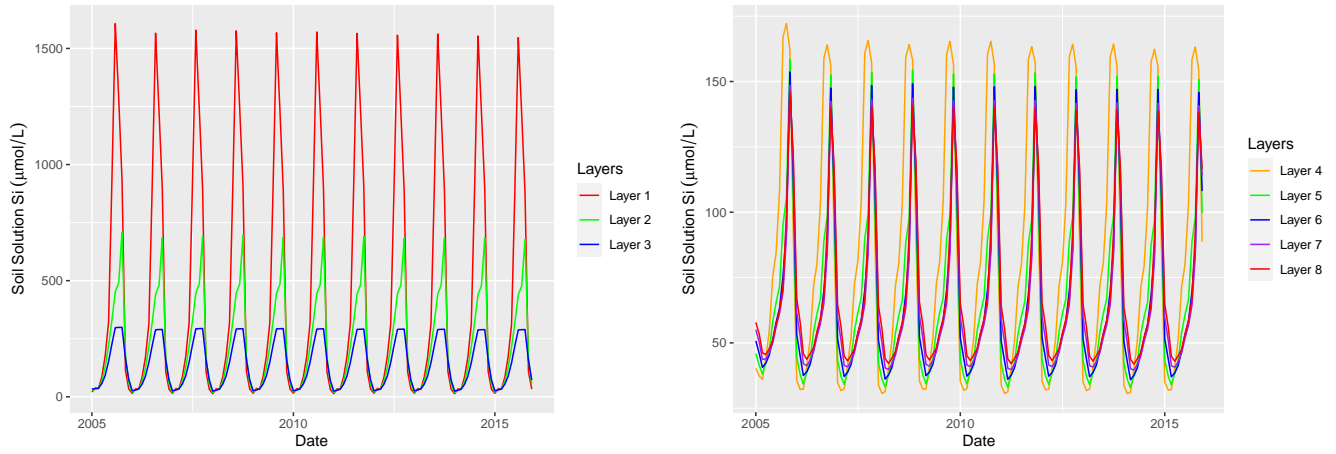 Soil Solution Si (μmol/L)
1500
1000
500
0
2005
2010
2015
Date
Layers
Layer 1
Layer 2
Layer 3
Soil Solution Si (μmol/L)
150
100
50
2005
2010
2015
Date
Layers
Layer 4
Layer 5
Layer 6
Layer 7
Layer 8